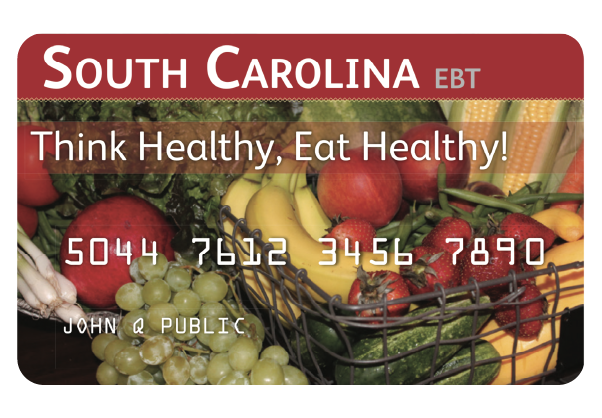 SOUTH CAROLINA EBT
Think Healthy, Eat Healthy!
5044 7612 3456 7890
JOHN Q PUBLIC